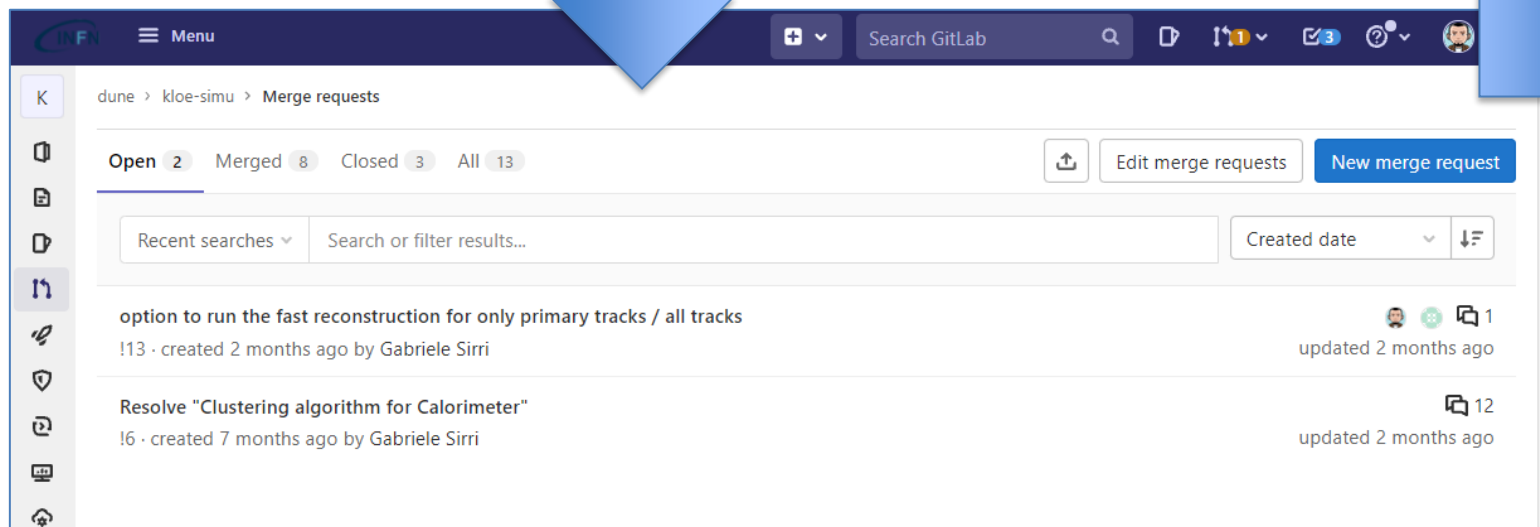 INFN
Menu
Search GitLab
1
3
K
dune > kloe-simu > Merge requests
Open 2 Merged 8 Closed 3 All 13
Edit merge requests
New merge request
Recent searches
Search or filter results...
Created date
option to run the fast reconstruction for only primary tracks / all tracks
1
!13 · created 2 months ago by Gabriele Sirri
updated 2 months ago
Resolve "Clustering algorithm for Calorimeter"
12
!6 · created 7 months ago by Gabriele Sirri
updated 2 months ago